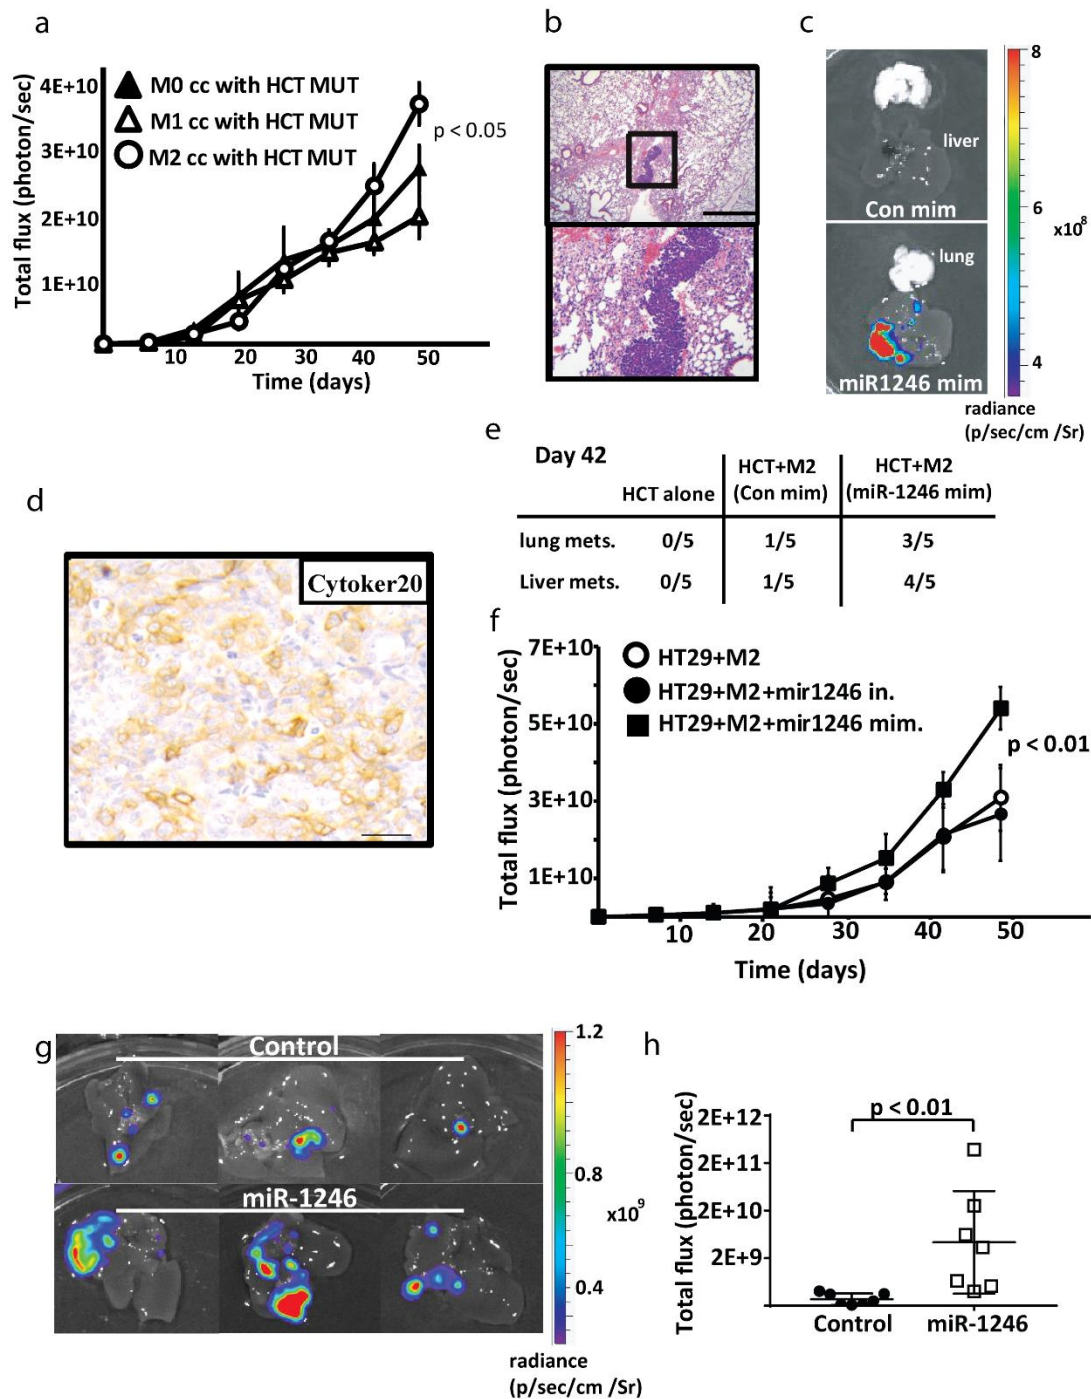 a
4E+10
3E+10
2E+10
1E+10
Total flux (photon/sec)
M0 cc with HCT MUT
M1 cc with HCT MUT
M2 cc with HCT MUT
p < 0.05
10 20 30 40 50
Time (days)
b
c
liver
Con mim
lung
miR1246 mim
8
6
4
x10^8
radiance
(p/sec/cm /Sr)
d
Cytoker20
e
Day 42
HCT alone
HCT+M2
(Con mim)
HCT+M2
(miR-1246 mim)
lung mets. 0/5 1/5 3/5
Liver mets. 0/5 1/5 4/5
f
7E+10
5E+10
3E+10
1E+10
Total flux (photon/sec)
HT29+M2
HT29+M2+mir1246 in.
HT29+M2+mir1246 mim.
p < 0.01
10 20 30 40 50
Time (days)
g
Control
miR-1246
1.2
0.8
0.4
x10^9
radiance
(p/sec/cm /Sr)
h
p < 0.01
2E+12
2E+11
2E+10
2E+9
Total flux (photon/sec)
Control miR-1246